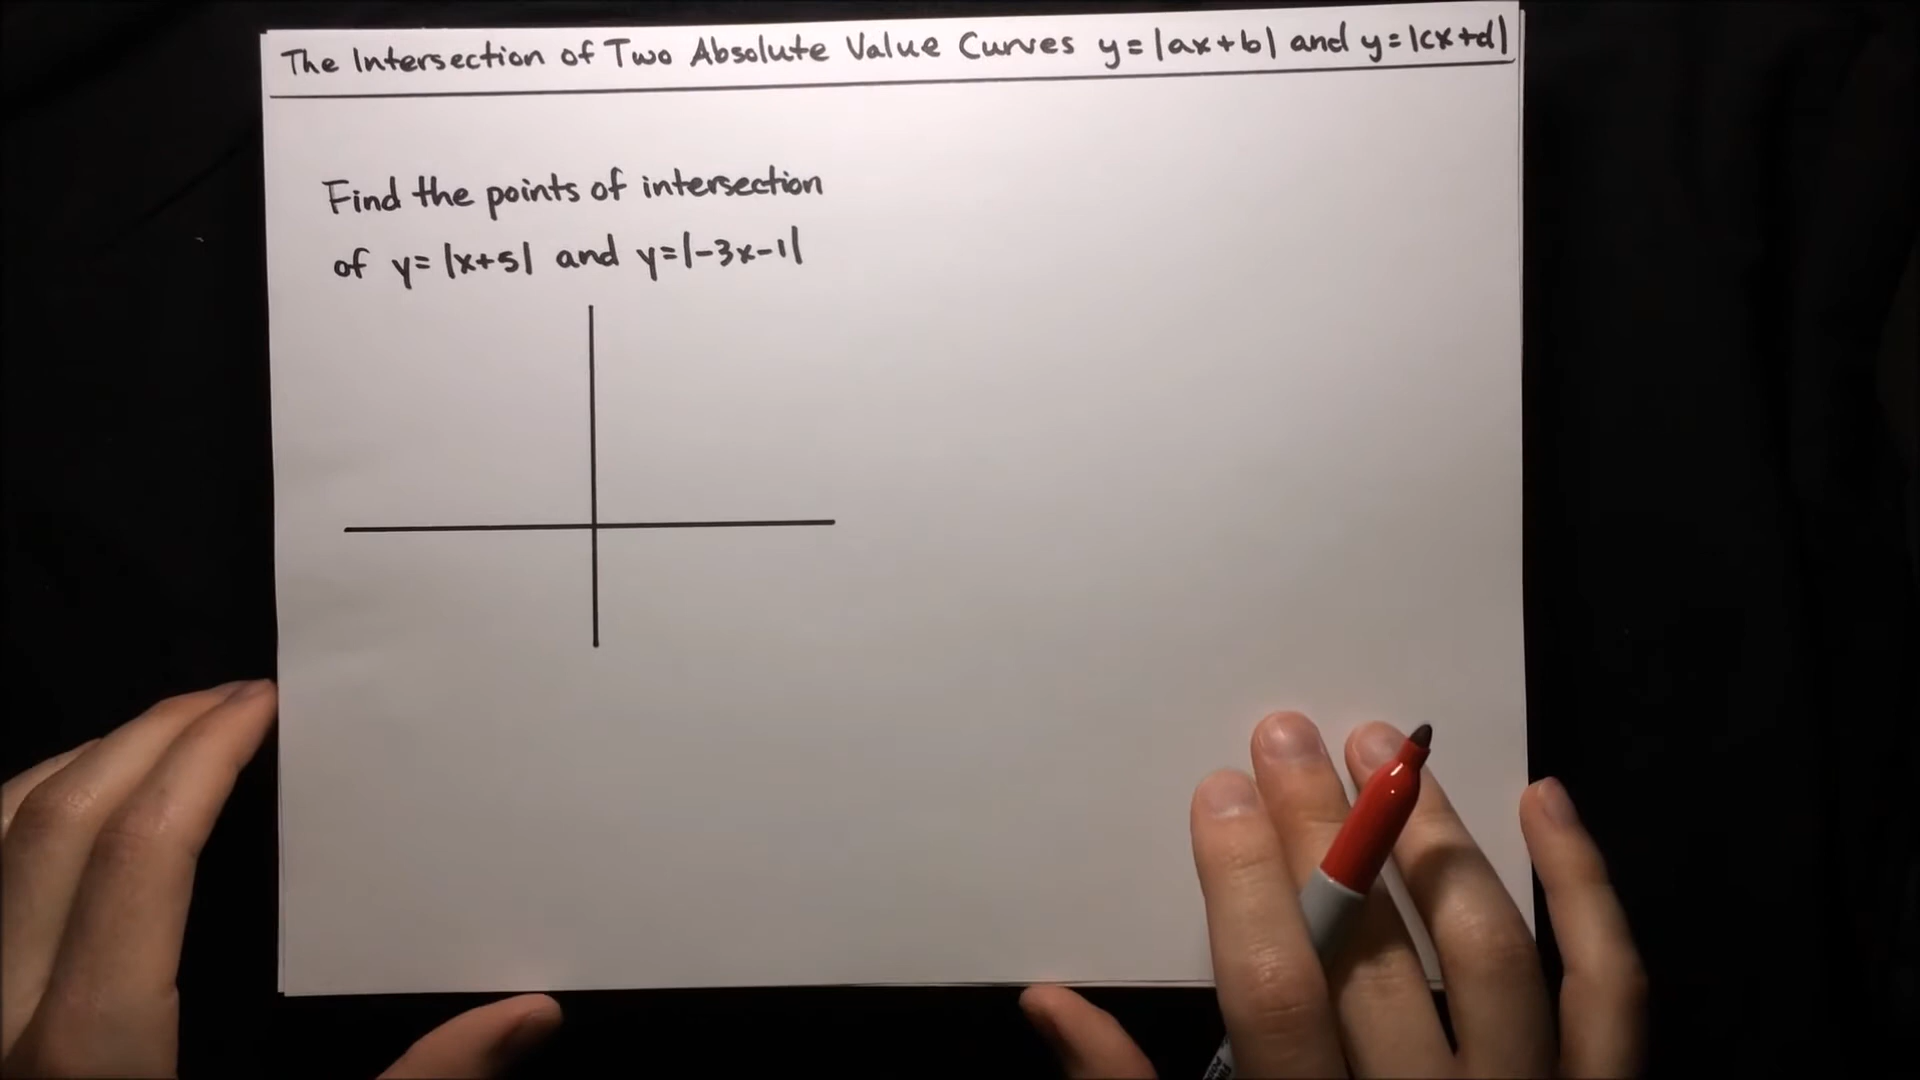 The Intersection of Two Absolute Value Curves y=|ax+b| and y=|cx+d|
Find the points of intersection
of y=|x+5| and y=|-3x-1|